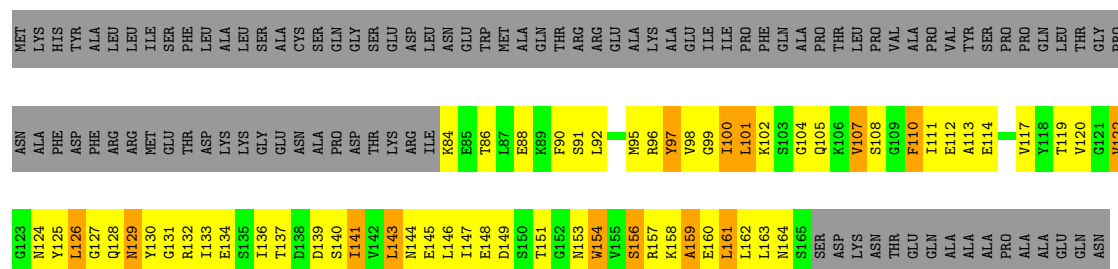 MET LYS HIS TYR ALA LEU LEU ILE SER PHE LEU ALA LEU SER ALA CYS SER GLN GLY SER GLU ASP LEU ASN GLU TRP MET ALA GLN THR ARG ARG GLU ALA LYS ALA GLU ILE ILE PRO PHE GLN ALA PRO THR LEU PRO VAL ALA PRO VAL TYR SER PRO PRO GLN LEU THR GLY PRO
ASN ALA PHE ASP PHE ARG ARG MET GLU THR ASP LYS LYS GLY GLU ASN ALA PRO ASP THR LYS ARG ILE K84 E85 T86 L87 E88 K89 F90 S91 L92 M95 R96 Y97 V98 G99 I100 L101 K102 S103 G104 Q105 K106 V107 S108 G109 F110 I111 E112 A113 E114 V117 Y118 T119 V120 G121 V122
G123 N124 Y125 L126 G127 Q128 N129 Y130 G131 R132 I133 E134 S135 I136 T137 D138 D139 S140 I141 V142 L143 N144 E145 L146 I147 E148 D149 S150 T151 G152 N153 W154 V155 S156 R157 K158 A159 E160 L161 L162 L163 N164 S165 SER ASP LYS ASN THR GLU GLN ALA ALA ALA PRO ALA ALA GLU GLN ASN